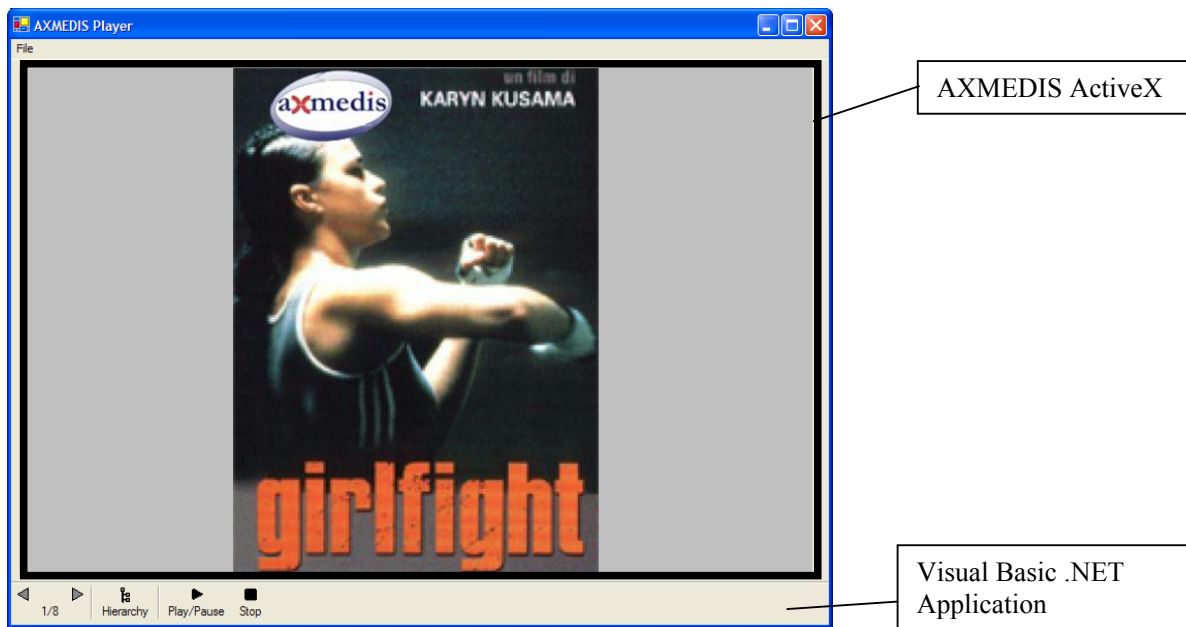 AXMEDIS Player
File
un film di
KARYN KUSAMA
axmedis
girlfight
1/8
Hierarchy
Play/Pause
Stop
AXMEDIS ActiveX
Visual Basic .NET
Application